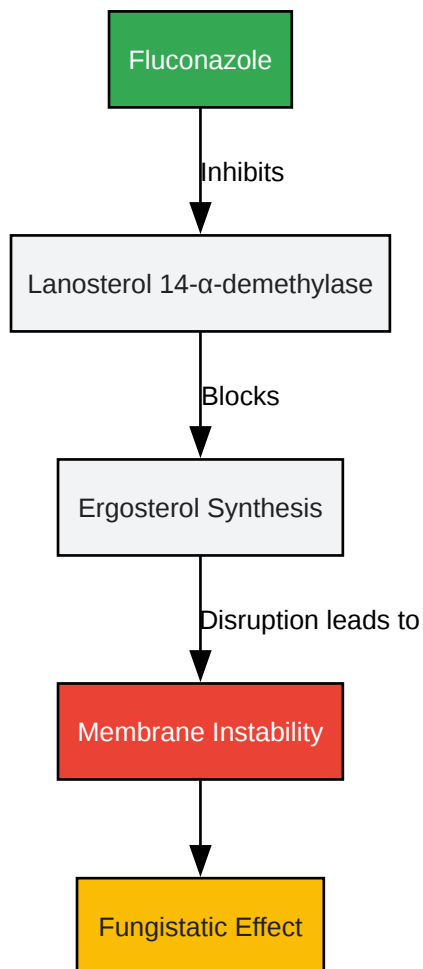 Fluconazole
Inhibits
Lanosterol 14-α-demethylase
Blocks
Ergosterol Synthesis
Disruption leads to
Membrane Instability
Fungistatic Effect